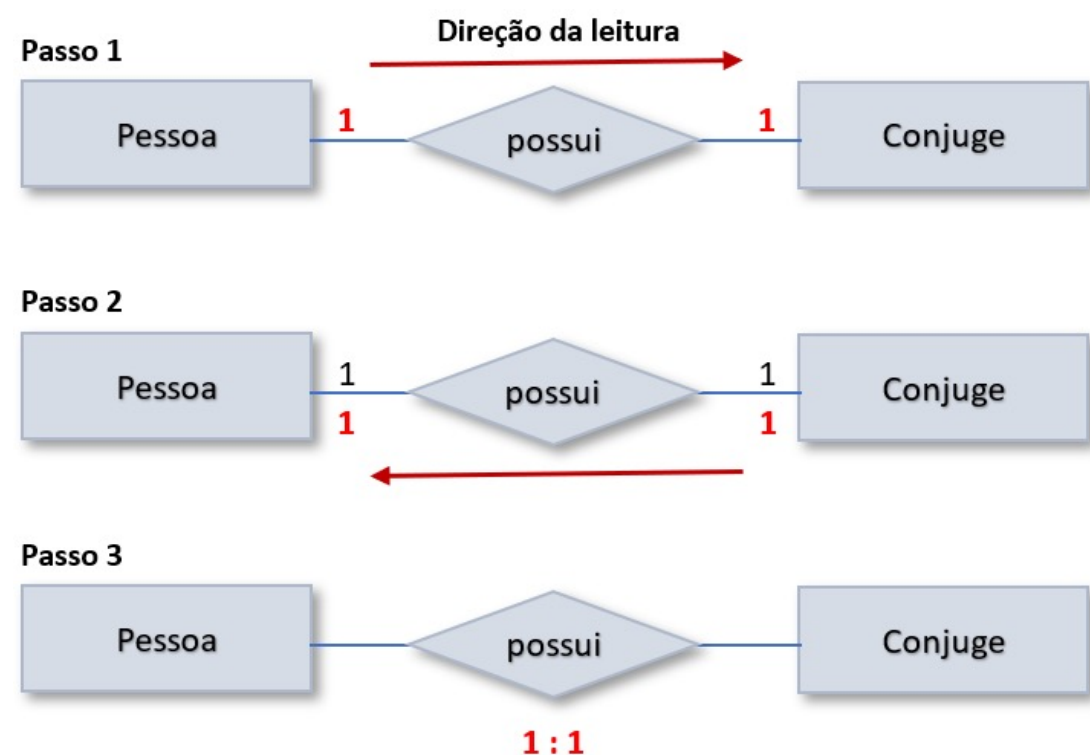 Direção da leitura
Passo 1
Pessoa 1 possui 1 Conjuge
Passo 2
Pessoa 1 possui 1 Conjuge
1 1
Passo 3
Pessoa possui Conjuge
1 : 1